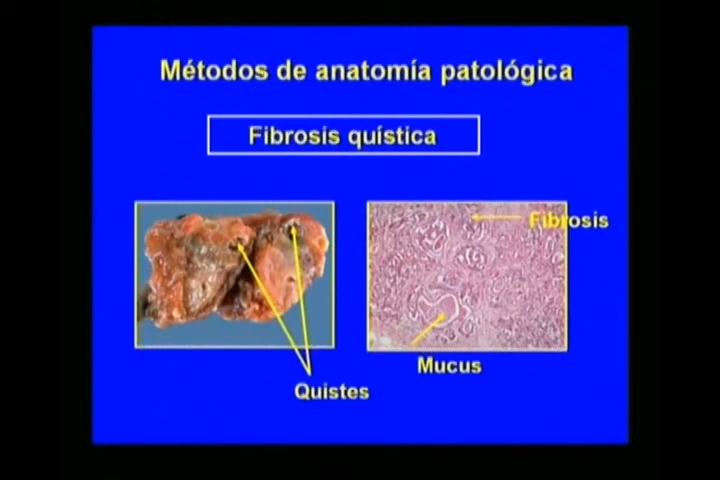 Métodos de anatomía patológica
Fibrosis quística
Fibrosis
Mucus
Quistes